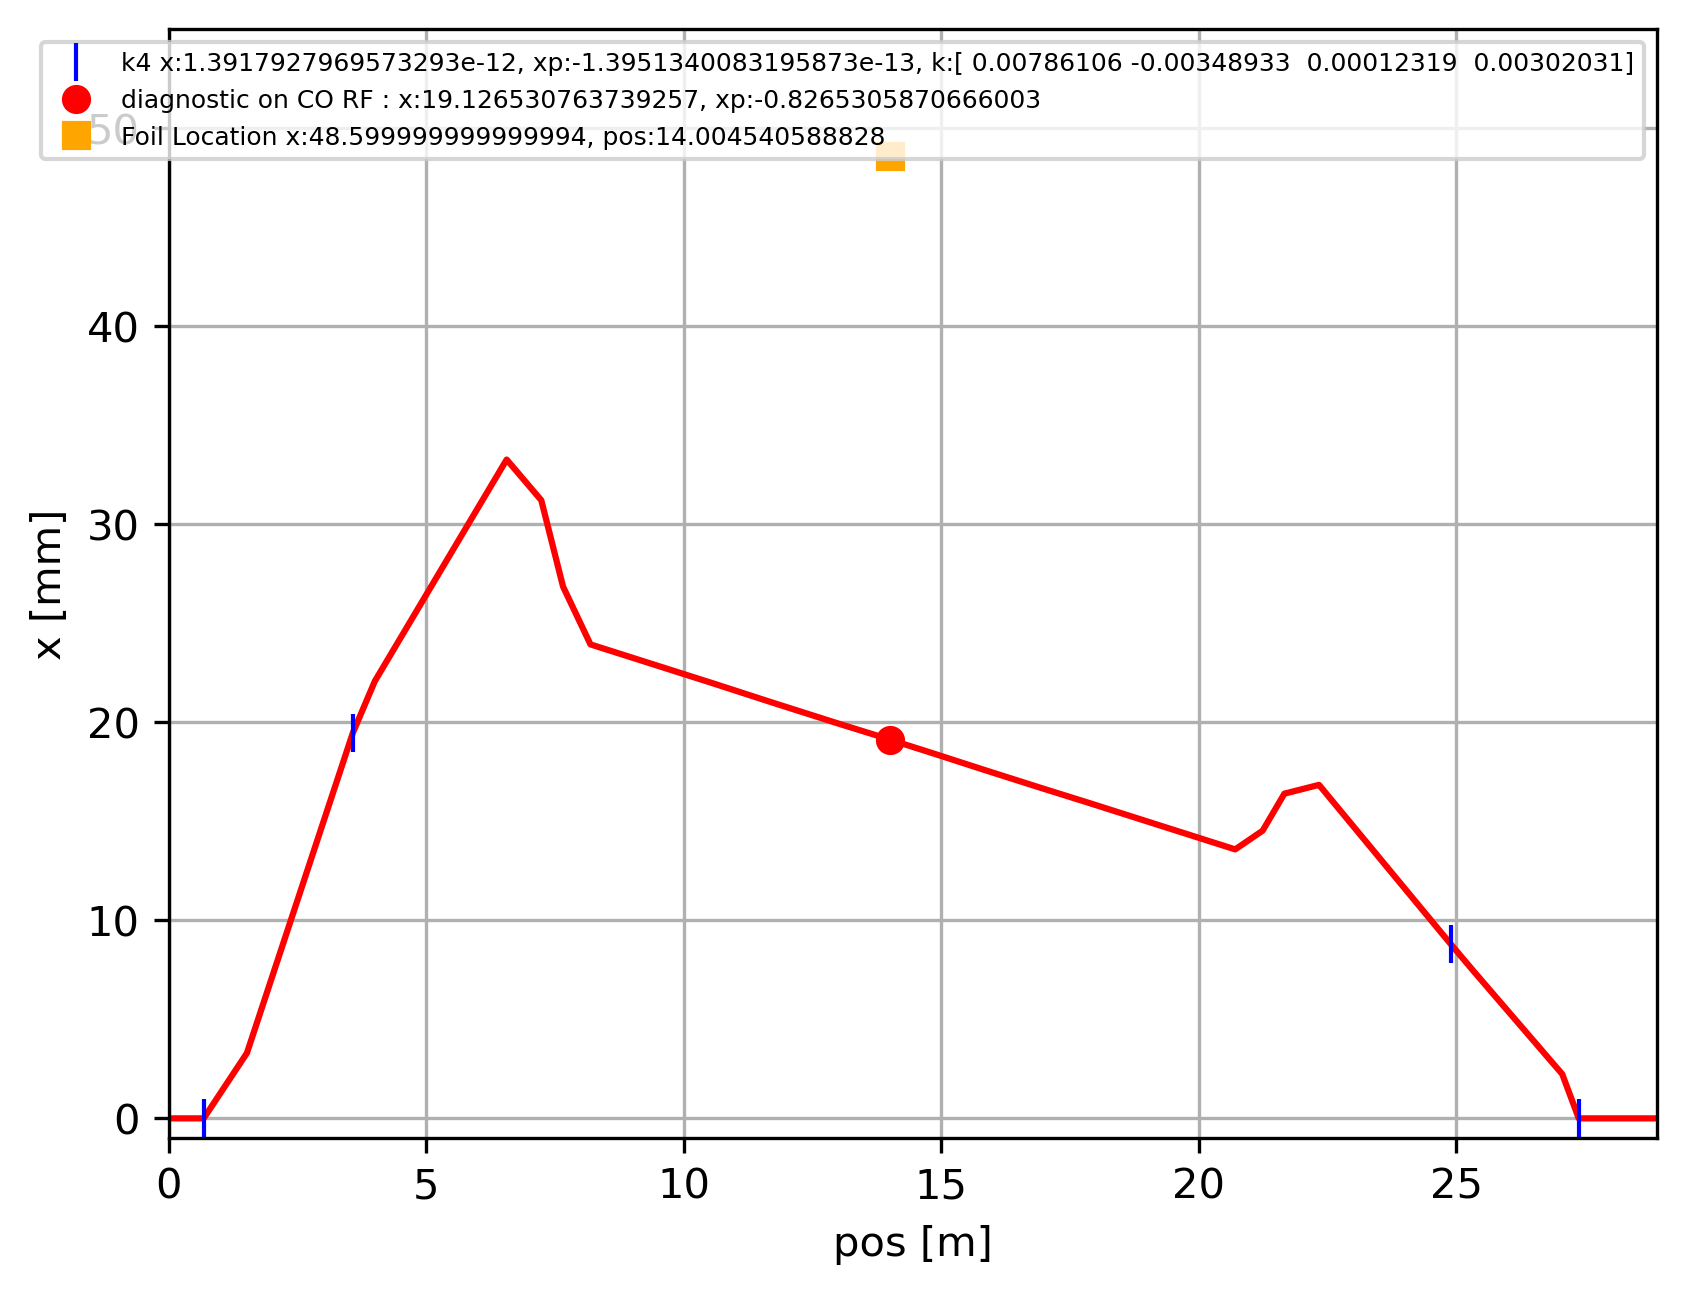 k4 x:1.3917927969573293e-12, xp:-1.3951340083195873e-13, k:[ 0.00786106 -0.00348933  0.00012319  0.00302031]
diagnostic on CO RF : x:19.126530763739257, xp:-0.8265305870666003
Foil Location x:48.599999999999994, pos:14.004540588828
50
40
30
20
10
0
x [mm]
0 5 10 15 20 25
pos [m]